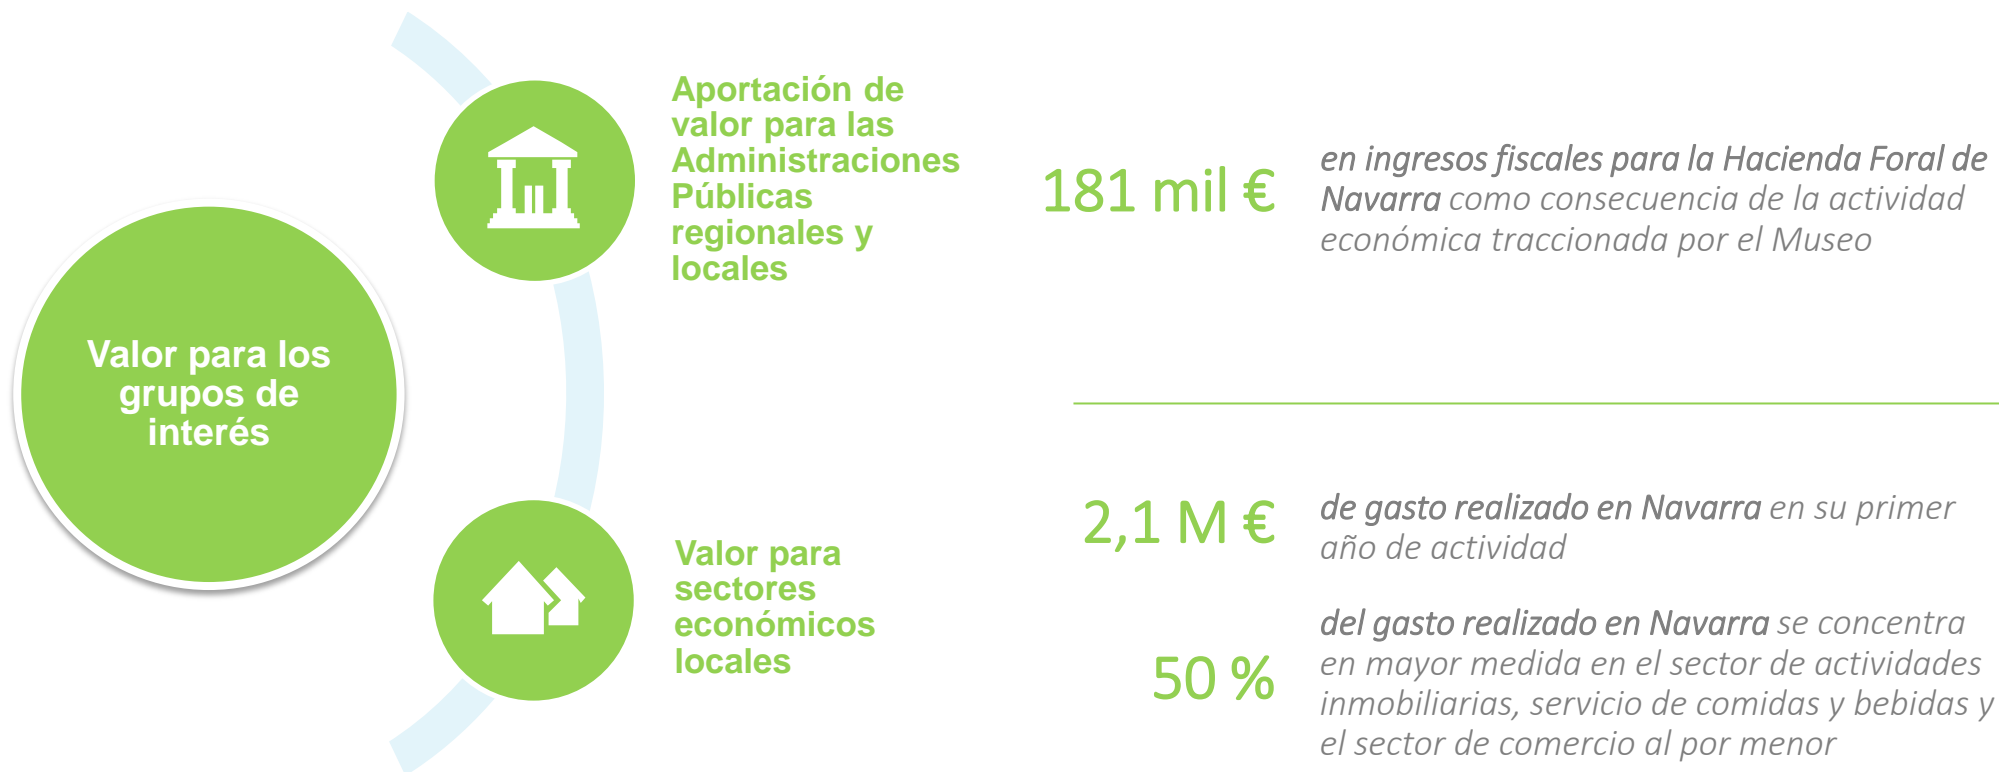 Valor para los
grupos de
interés
Aportación de
valor para las
Administraciones
Públicas
regionales y
locales
181 mil €
en ingresos fiscales para la Hacienda Foral de
Navarra como consecuencia de la actividad
económica traccionada por el Museo
Valor para
sectores
económicos
locales
2,1 M €
de gasto realizado en Navarra en su primer
año de actividad
50 %
del gasto realizado en Navarra se concentra
en mayor medida en el sector de actividades
inmobiliarias, servicio de comidas y bebidas y
el sector de comercio al por menor